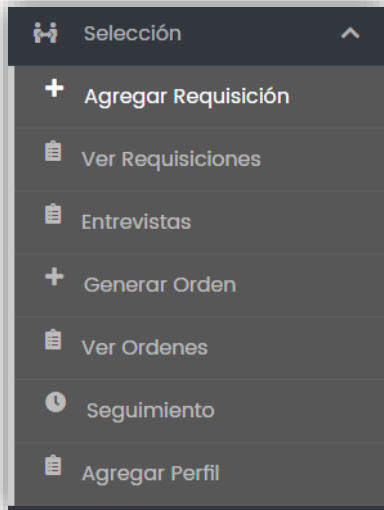 Selección
Agregar Requisición
Ver Requisiciones
Entrevistas
Generar Orden
Ver Ordenes
Seguimiento
Agregar Perfil